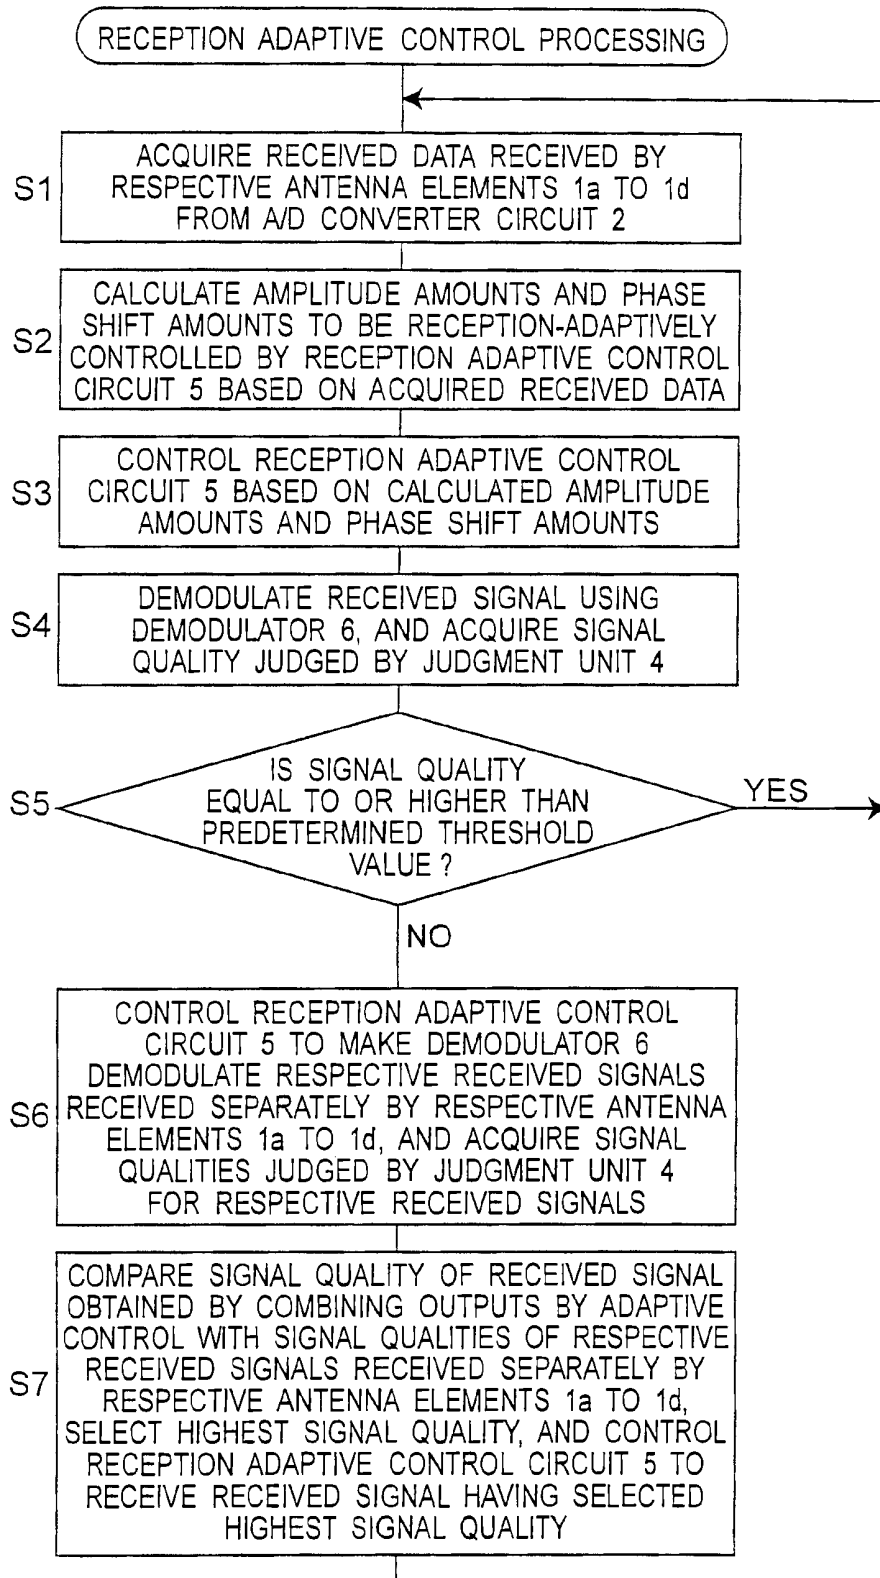 RECEPTION ADAPTIVE CONTROL PROCESSING
S1
ACQUIRE RECEIVED DATA RECEIVED BY
RESPECTIVE ANTENNA ELEMENTS 1a TO 1d
FROM A/D CONVERTER CIRCUIT 2
S2
CALCULATE AMPLITUDE AMOUNTS AND PHASE
SHIFT AMOUNTS TO BE RECEPTION-ADAPTIVELY
CONTROLLED BY RECEPTION ADAPTIVE CONTROL
CIRCUIT 5 BASED ON ACQUIRED RECEIVED DATA
S3
CONTROL RECEPTION ADAPTIVE CONTROL
CIRCUIT 5 BASED ON CALCULATED AMPLITUDE
AMOUNTS AND PHASE SHIFT AMOUNTS
S4
DEMODULATE RECEIVED SIGNAL USING
DEMODULATOR 6, AND ACQUIRE SIGNAL
QUALITY JUDGED BY JUDGMENT UNIT 4
S5
IS SIGNAL QUALITY
EQUAL TO OR HIGHER THAN
PREDETERMINED THRESHOLD
VALUE ?
YES
NO
S6
CONTROL RECEPTION ADAPTIVE CONTROL
CIRCUIT 5 TO MAKE DEMODULATOR 6
DEMODULATE RESPECTIVE RECEIVED SIGNALS
RECEIVED SEPARATELY BY RESPECTIVE ANTENNA
ELEMENTS 1a TO 1d, AND ACQUIRE SIGNAL
QUALITIES JUDGED BY JUDGMENT UNIT 4
FOR RESPECTIVE RECEIVED SIGNALS
S7
COMPARE SIGNAL QUALITY OF RECEIVED SIGNAL
OBTAINED BY COMBINING OUTPUTS BY ADAPTIVE
CONTROL WITH SIGNAL QUALITIES OF RESPECTIVE
RECEIVED SIGNALS RECEIVED SEPARATELY BY
RESPECTIVE ANTENNA ELEMENTS 1a TO 1d,
SELECT HIGHEST SIGNAL QUALITY, AND CONTROL
RECEPTION ADAPTIVE CONTROL CIRCUIT 5 TO
RECEIVE RECEIVED SIGNAL HAVING SELECTED
HIGHEST SIGNAL QUALITY